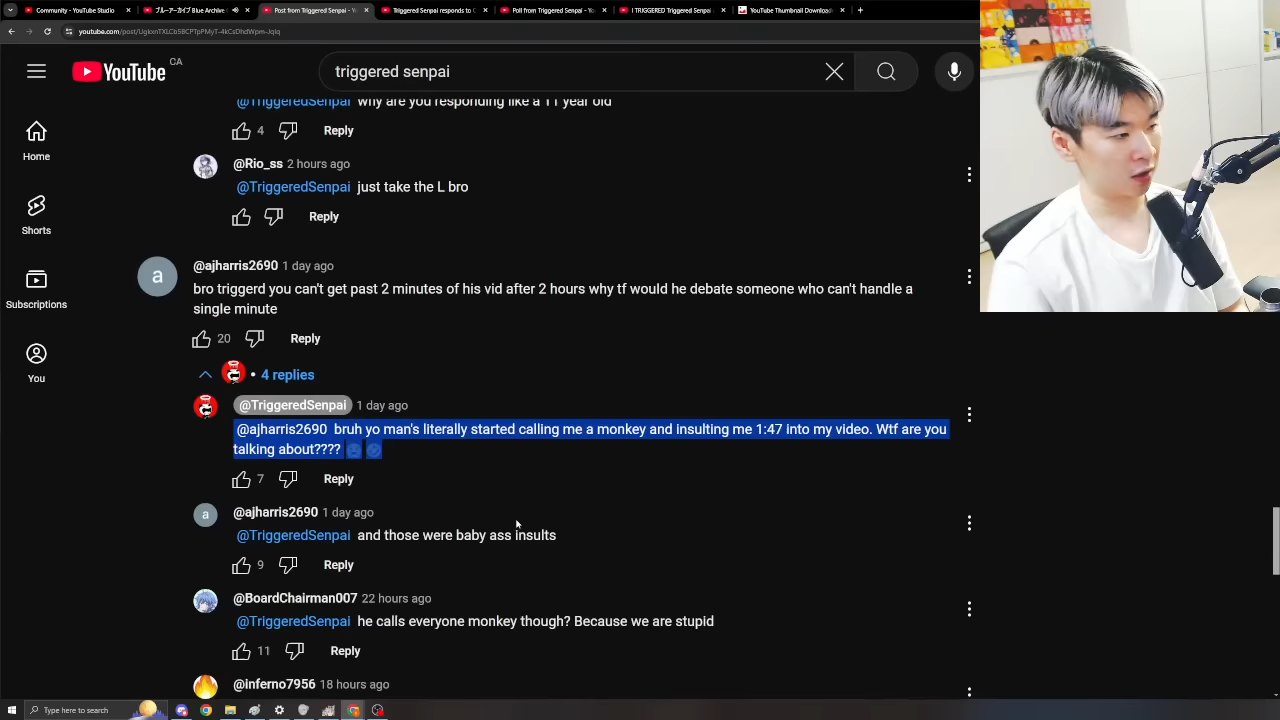 Community - YouTube Studio
ブルーアーカイブ Blue Archive
Post from Triggered Senpai - Y
Triggered Senpai responds to
Poll from Triggered Senpai - Yo
I TRIGGERED Triggered Senpai
YouTube Thumbnail Download
YouTube CA
triggered senpai
Home
Shorts
Subscriptions
You
@TriggeredSenpai why are you responding like a 11 year old
4 Reply
@Rio_ss 2 hours ago
@TriggeredSenpai just take the L bro
Reply
a @ajharris2690 1 day ago
bro triggerd you can't get past 2 minutes of his vid after 2 hours why tf would he debate someone who can't handle a
single minute
20 Reply
• 4 replies
@TriggeredSenpai 1 day ago
@ajharris2690 bruh yo man's literally started calling me a monkey and insulting me 1:47 into my video. Wtf are you
talking about????
7 Reply
a @ajharris2690 1 day ago
@TriggeredSenpai and those were baby ass insults
9 Reply
@BoardChairman007 22 hours ago
@TriggeredSenpai he calls everyone monkey though? Because we are stupid
11 Reply
@inferno7956 18 hours ago
Type here to search